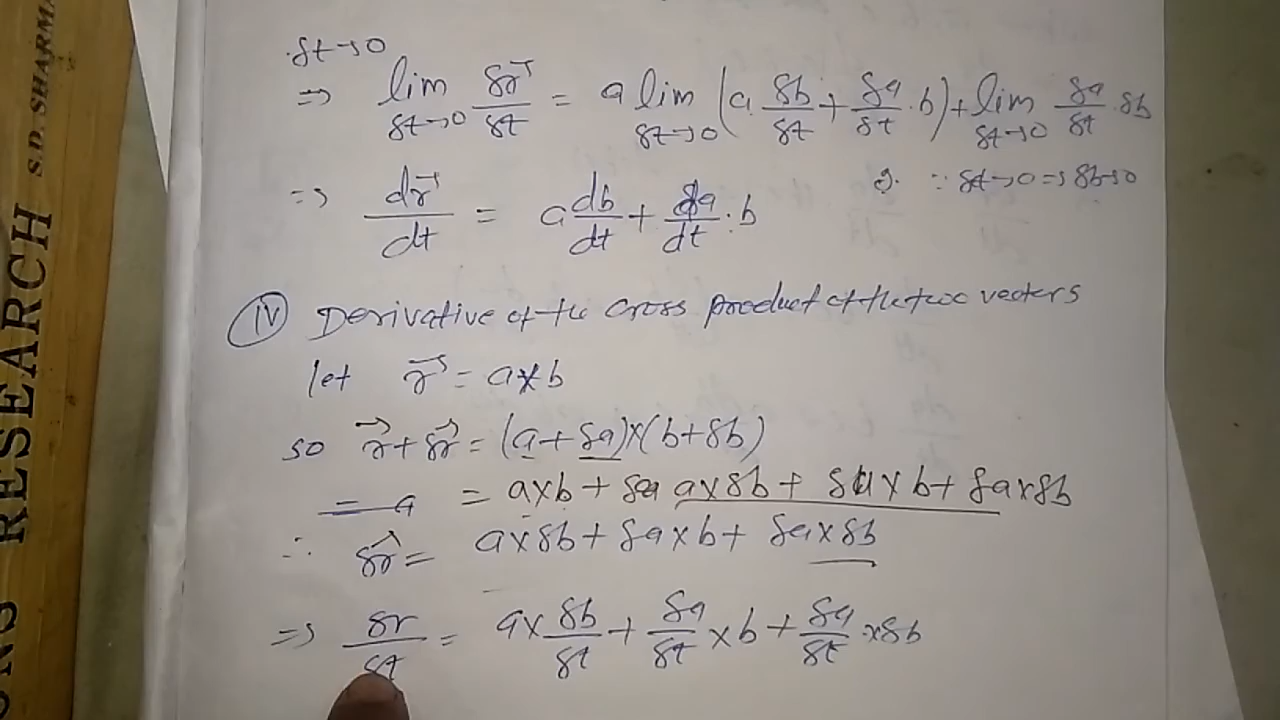 δt→0
⇒ lim δt→0 δr⃗/δt = a lim δt→0 (a δb/δt + δa/δt · b) + lim δt→0 δa/δt · δb
∵ δt→0 ⇒ δb→0
⇒ dr⃗/dt = a db/dt + da/dt · b
(iv) Derivative of the cross product of the two vectors
let r⃗ = a×b
so r⃗ + δr⃗ = (a + δa)×(b + δb)
= a = a×b + δa a×δb + δa×b + δa×δb
∴ δr⃗ = a×δb + δa×b + δa×δb
⇒ δr/δt = a× δb/δt + δa/δt ×b + δa/δt ×δb
RESEARCH S.D. SHARMA